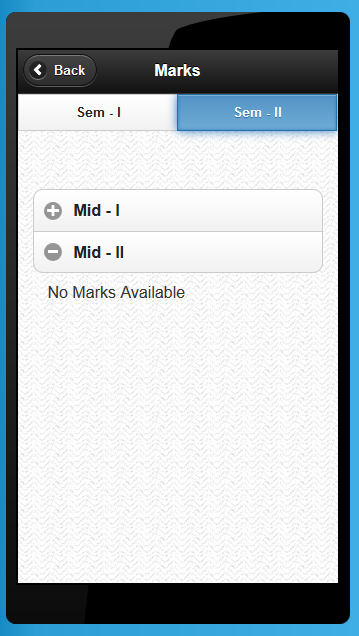 Back
Marks
Sem - I
Sem - II
Mid - I
Mid - II
No Marks Available